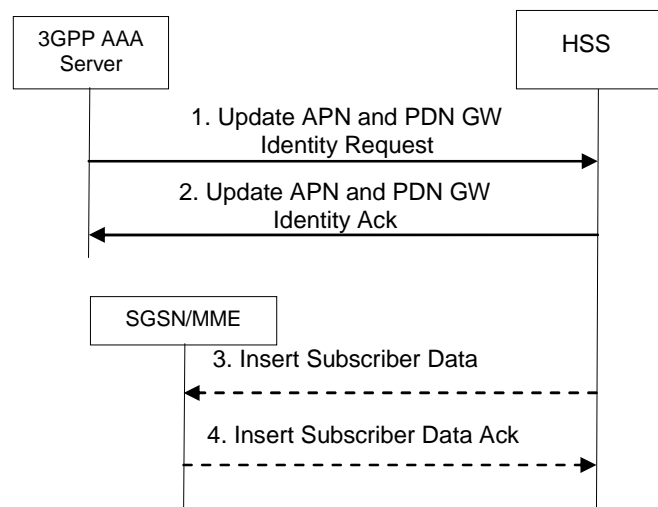 3GPP AAA
Server
HSS
1. Update APN and PDN GW
Identity Request
2. Update APN and PDN GW
Identity Ack
SGSN/MME
3. Insert Subscriber Data
4. Insert Subscriber Data Ack